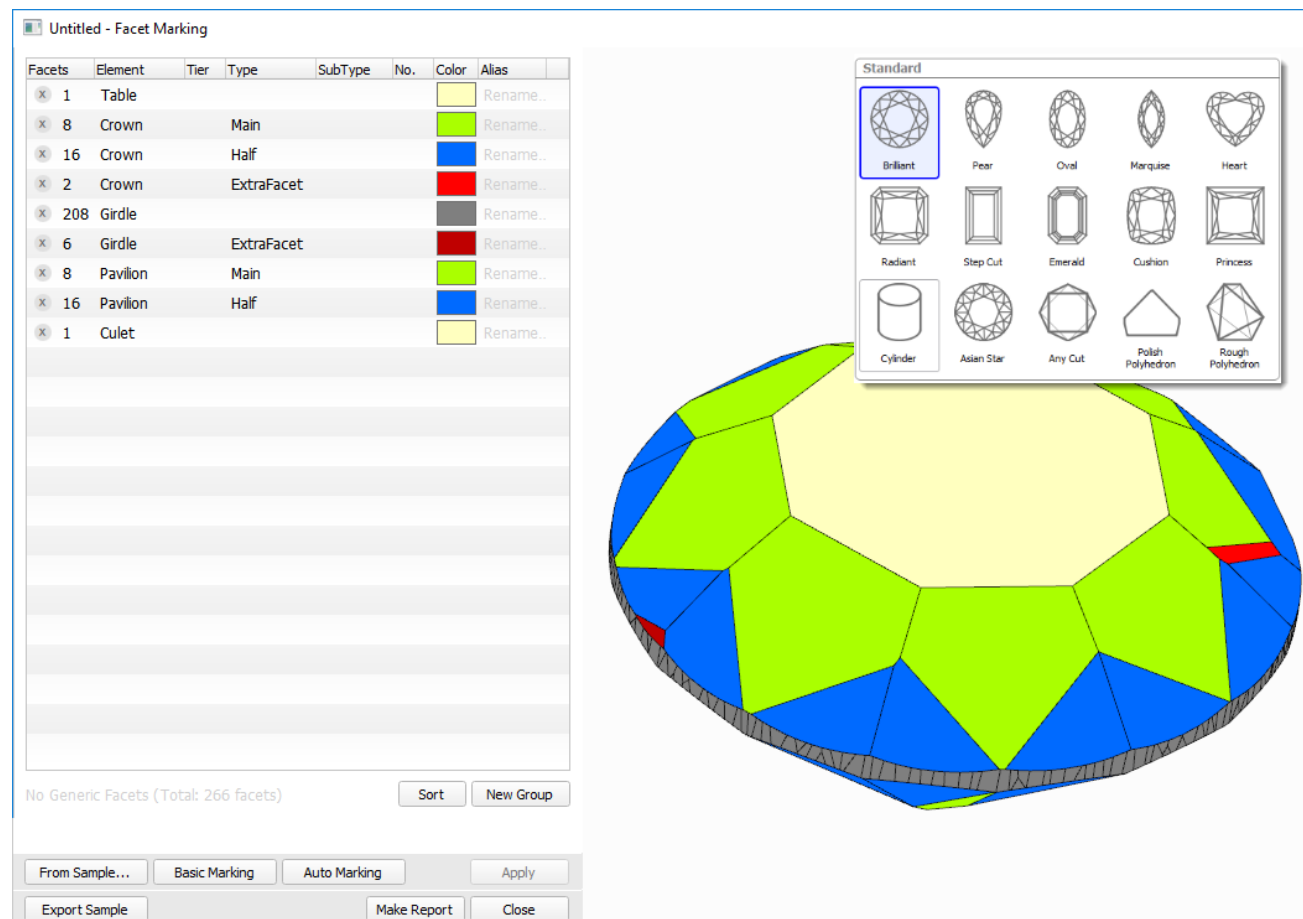 Untitled - Facet Marking
Facets Element Tier Type SubType No. Color Alias
x 1 Table Rename..
x 8 Crown Main Rename..
x 16 Crown Half Rename..
x 2 Crown ExtraFacet Rename..
x 208 Girdle Rename..
x 6 Girdle ExtraFacet Rename..
x 8 Pavilion Main Rename..
x 16 Pavilion Half Rename..
x 1 Culet Rename..
No Generic Facets (Total: 266 facets)
Sort New Group
From Sample... Basic Marking Auto Marking Apply
Export Sample Make Report Close
Standard
Brilliant Pear Oval Marquise Heart
Radiant Step Cut Emerald Cushion Princess
Cylinder Asian Star Any Cut Polish Polyhedron Rough Polyhedron